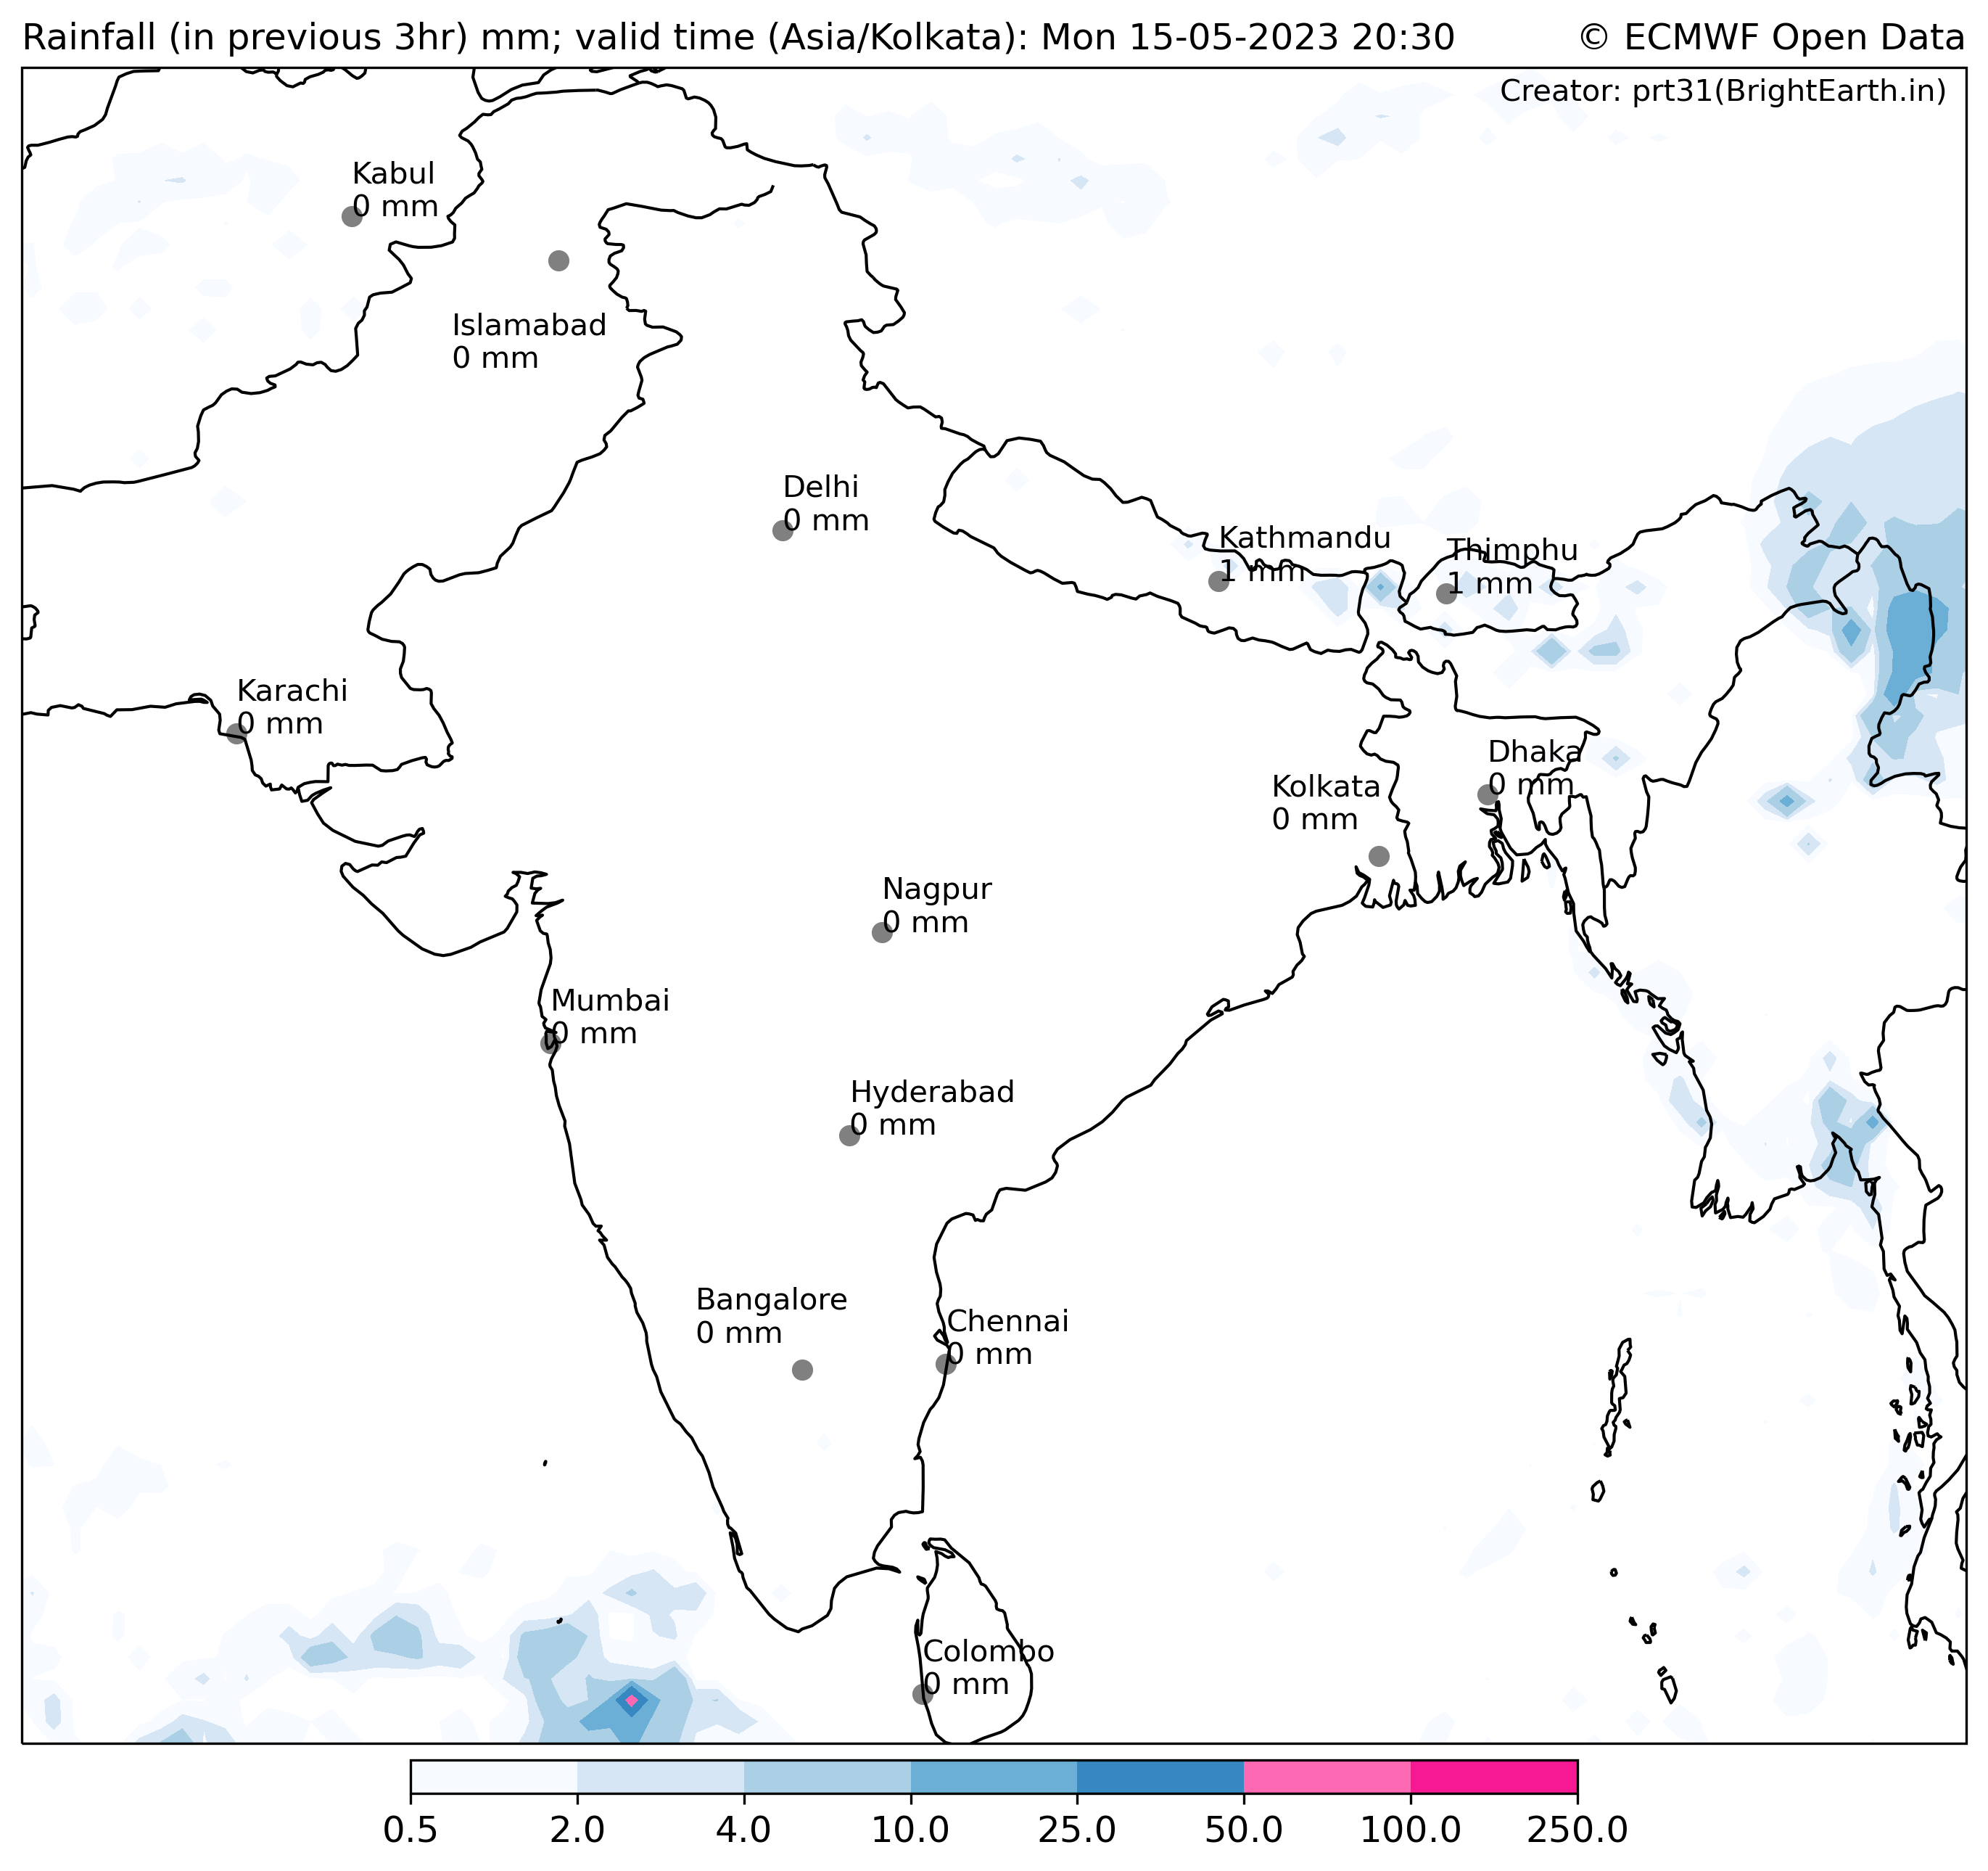 Rainfall (in previous 3hr) mm; valid time (Asia/Kolkata): Mon 15-05-2023 20:30
© ECMWF Open Data
Creator: prt31(BrightEarth.in)
Kabul
0 mm
Islamabad
0 mm
Delhi
0 mm
Kathmandu
1 mm
Thimphu
1 mm
Karachi
0 mm
Dhaka
0 mm
Kolkata
0 mm
Nagpur
0 mm
Mumbai
0 mm
Hyderabad
0 mm
Bangalore
0 mm
Chennai
0 mm
Colombo
0 mm
0.5 2.0 4.0 10.0 25.0 50.0 100.0 250.0